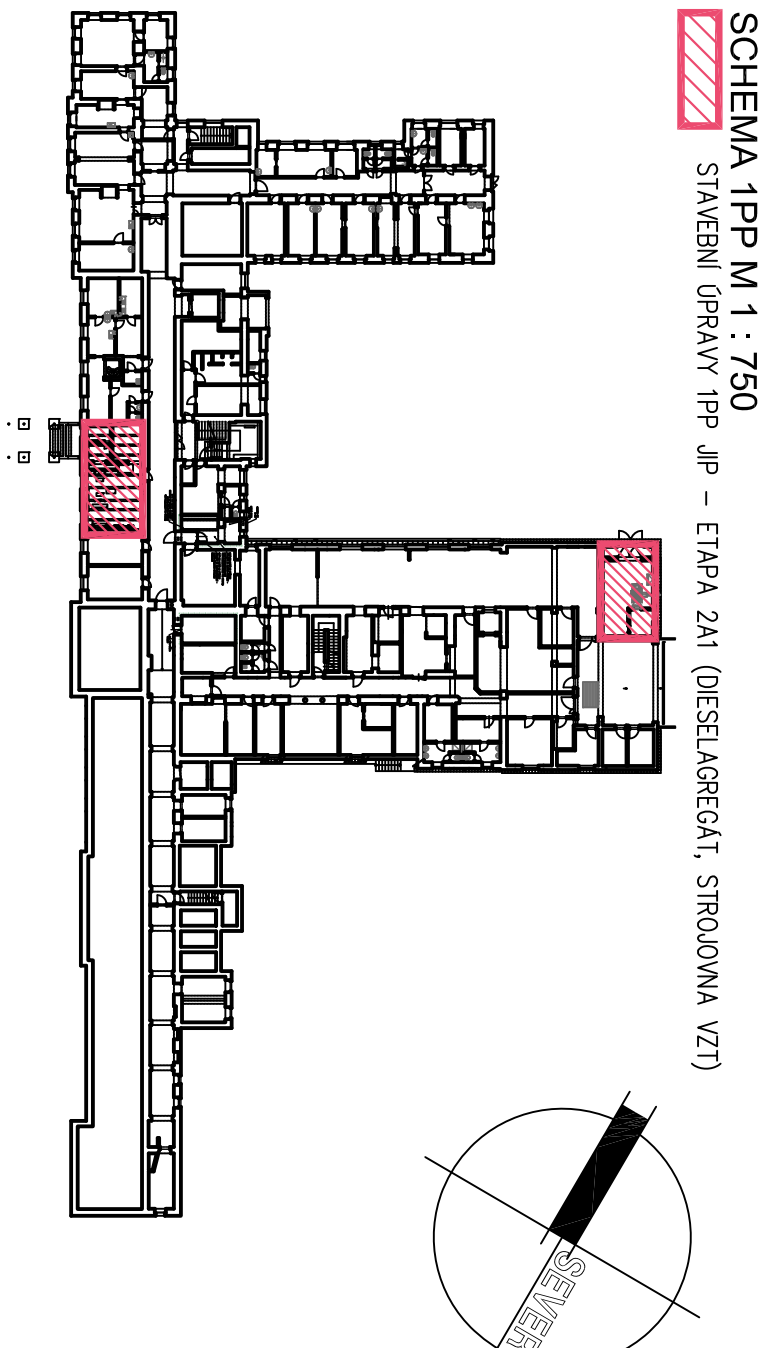 SCHEMA 1PP M 1 : 750
STAVEBNÍ ÚPRAVY 1PP JIP – ETAPA 2A1 (DIESELAGREGÁT, STROJOVNA VZT)
SEVER